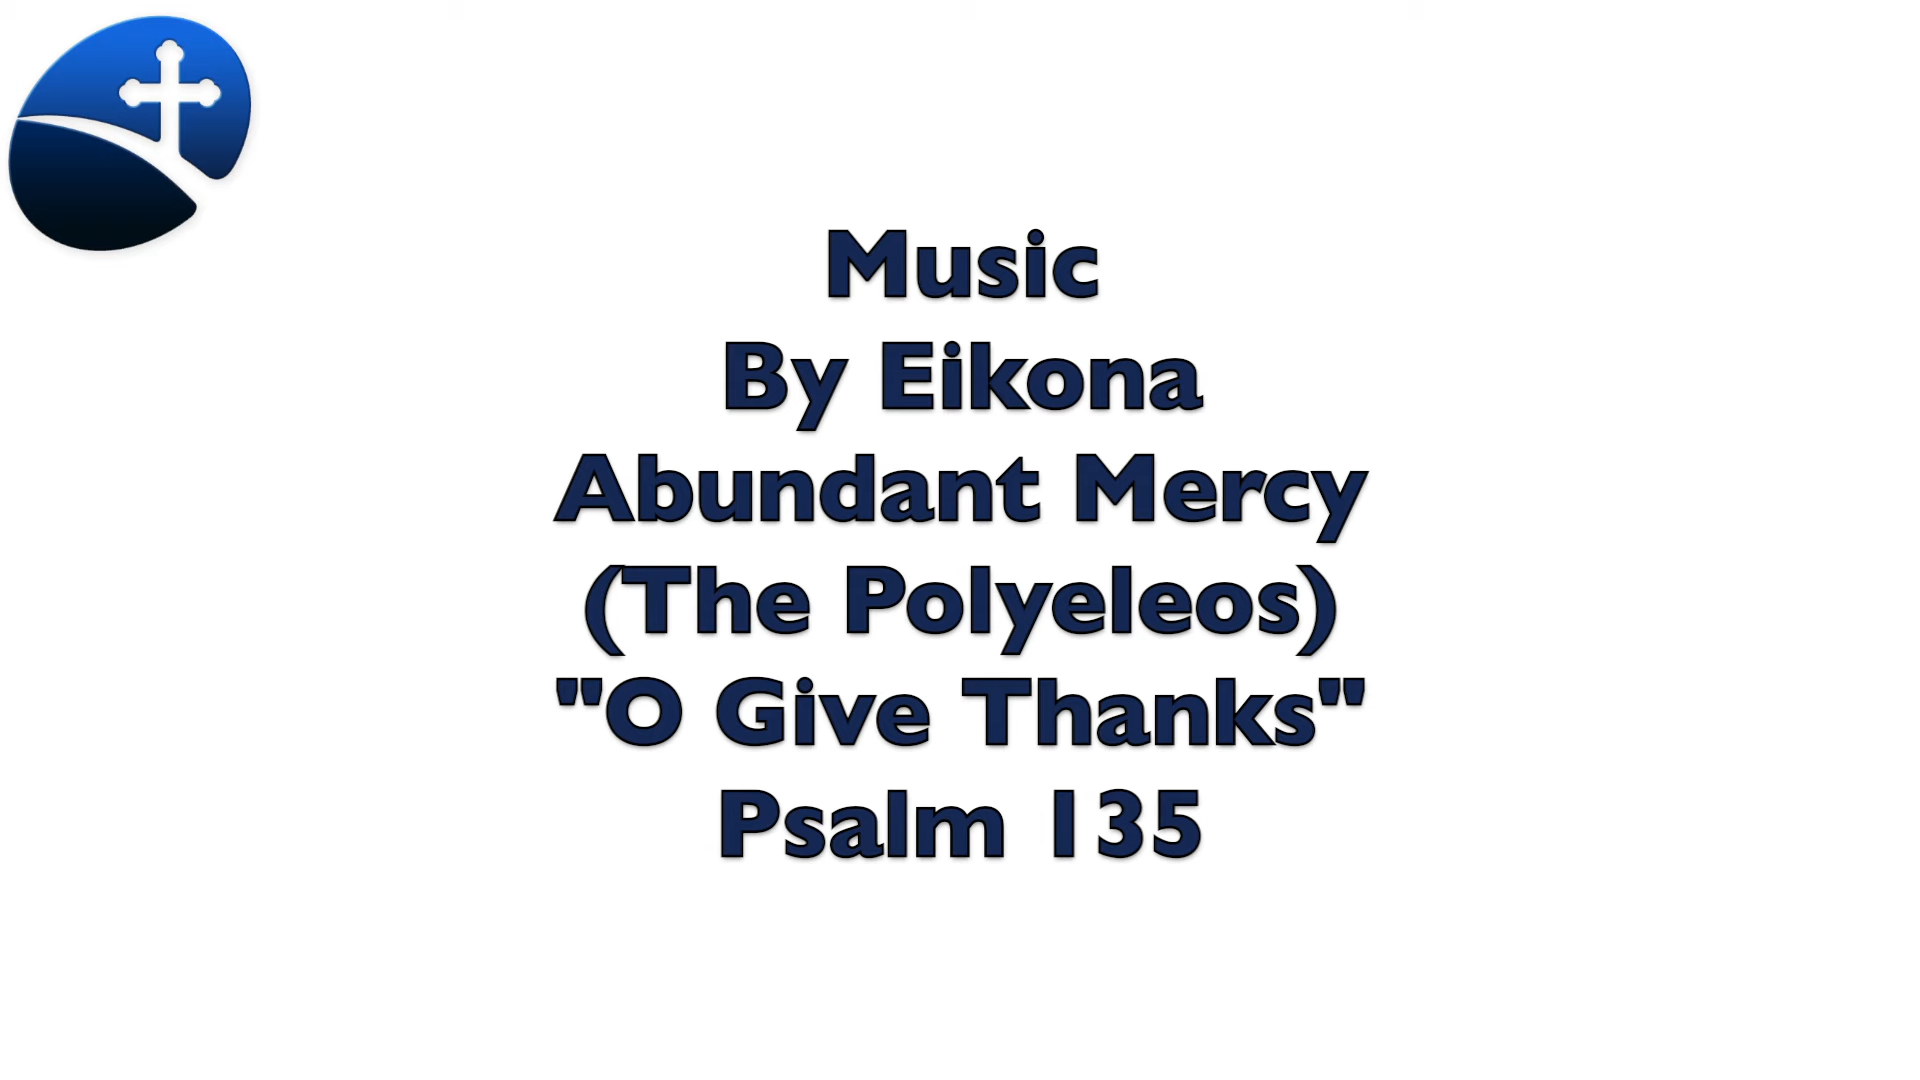 Music
By Eikona
Abundant Mercy
(The Polyeleos)
"O Give Thanks"
Psalm 135